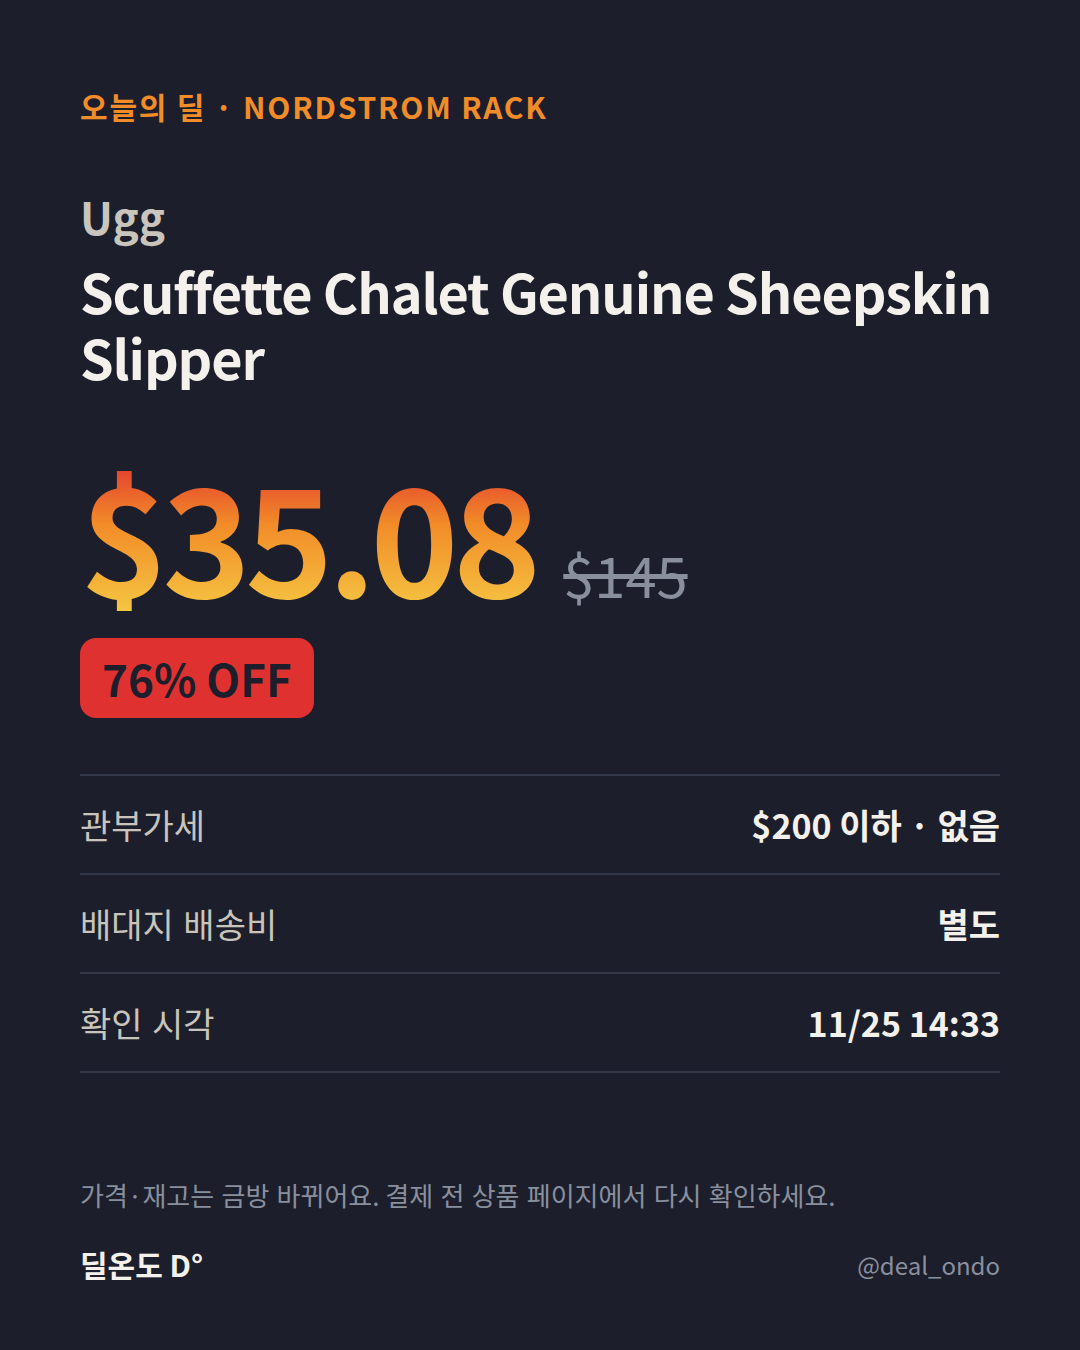 오늘의 딜 · NORDSTROM RACK
Ugg
Scuffette Chalet Genuine Sheepskin
Slipper
$35.08 $145
76% OFF
관부가세 $200 이하 · 없음
배대지 배송비 별도
확인 시각 11/25 14:33
가격·재고는 금방 바뀌어요. 결제 전 상품 페이지에서 다시 확인하세요.
딜온도 D° @deal_ondo